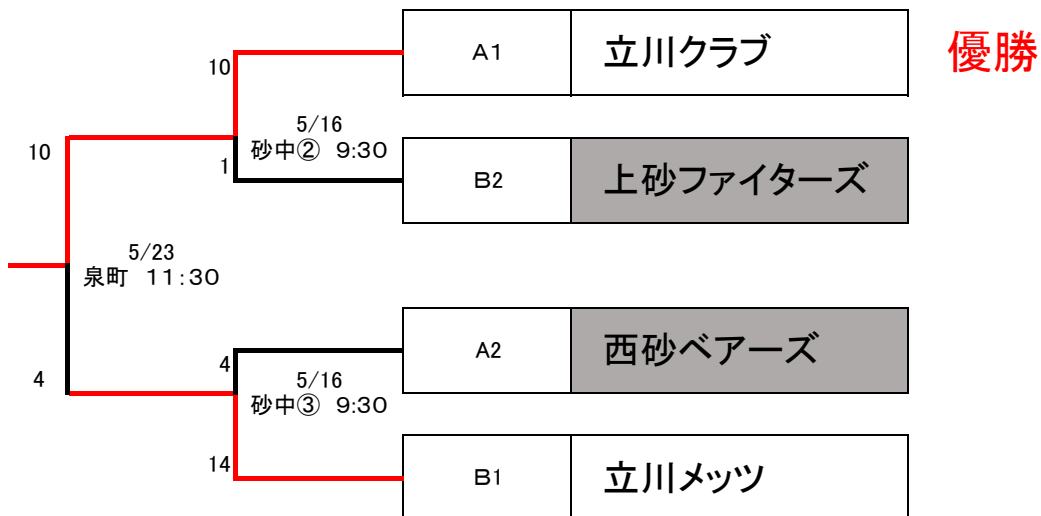 A1 立川クラブ 優勝
10
5/16
砂中② 9:30
10
1
B2 上砂ファイターズ
5/23
泉町 11:30
A2 西砂ベアーズ
4
5/16
砂中③ 9:30
4
14
B1 立川メッツ